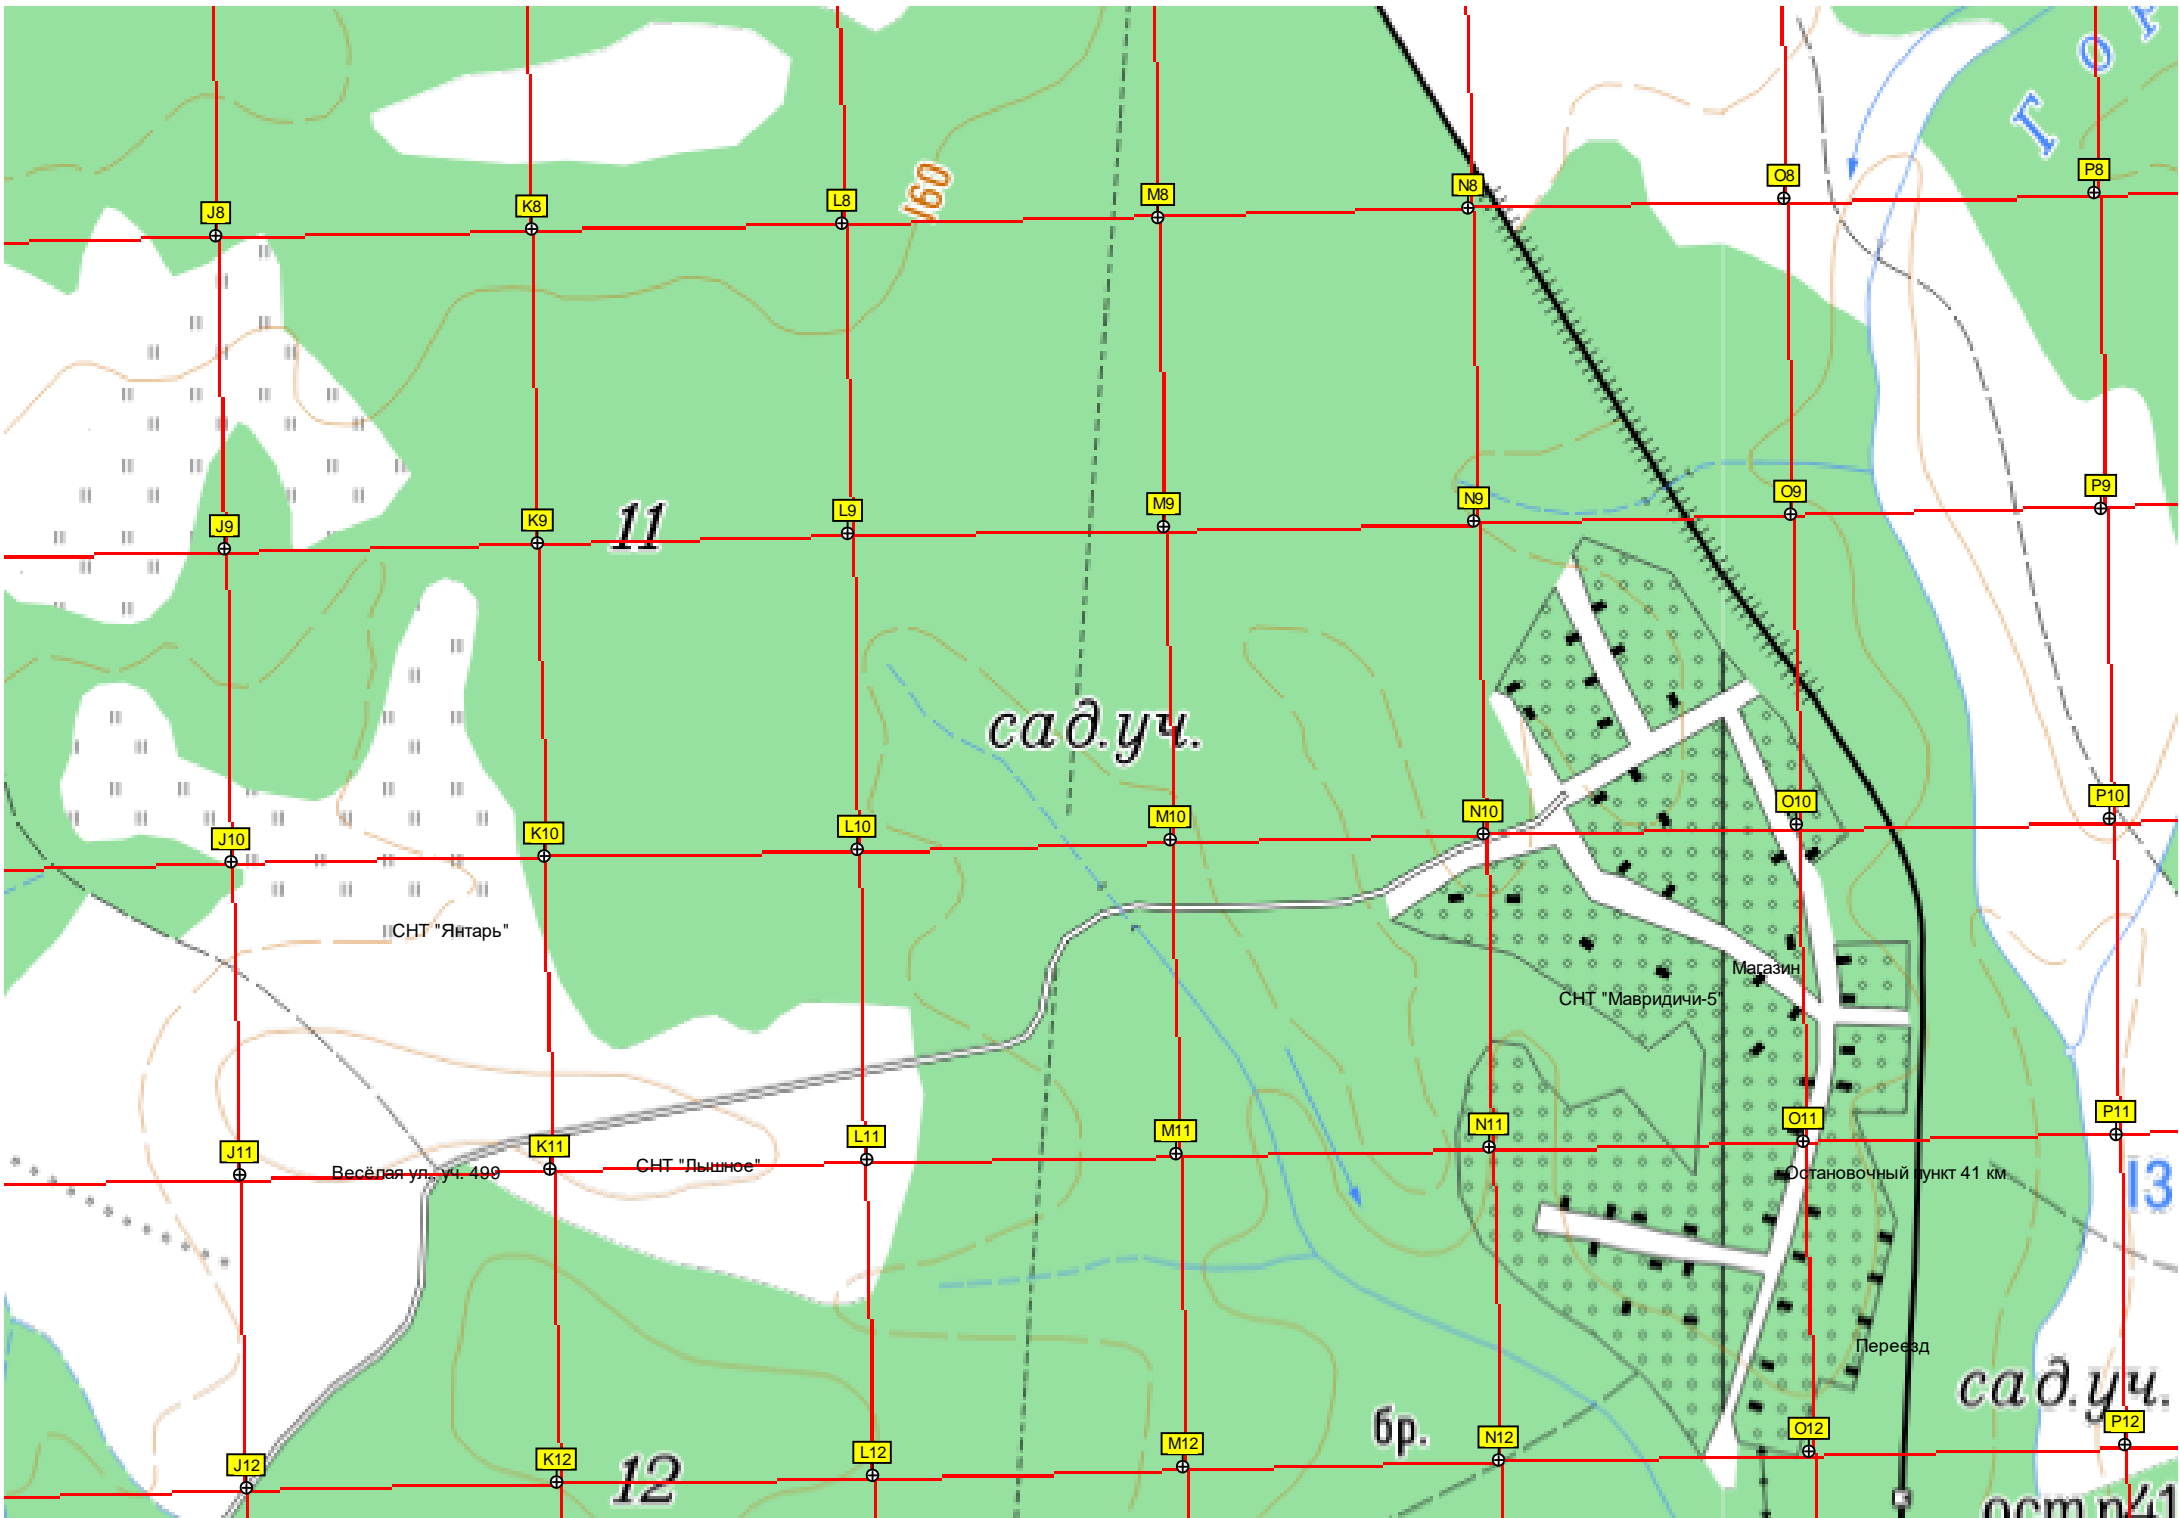 г о р
160
J8 K8 L8 M8 N8 O8 P8
11
J9 K9 L9 M9 N9 O9 P9
сад.уч.
J10 K10 L10 M10 N10 O10 P10
СНТ "Янтарь"
Магазин
СНТ "Мавридичи-5"
J11 K11 L11 M11 N11 O11 P11
Весёлая ул., уч. 499
СНТ "Лышное"
Остановочный пункт 41 км
13
Переезд
сад.уч.
бр.
J12 K12 L12 M12 N12 O12 P12
12
ост.п41